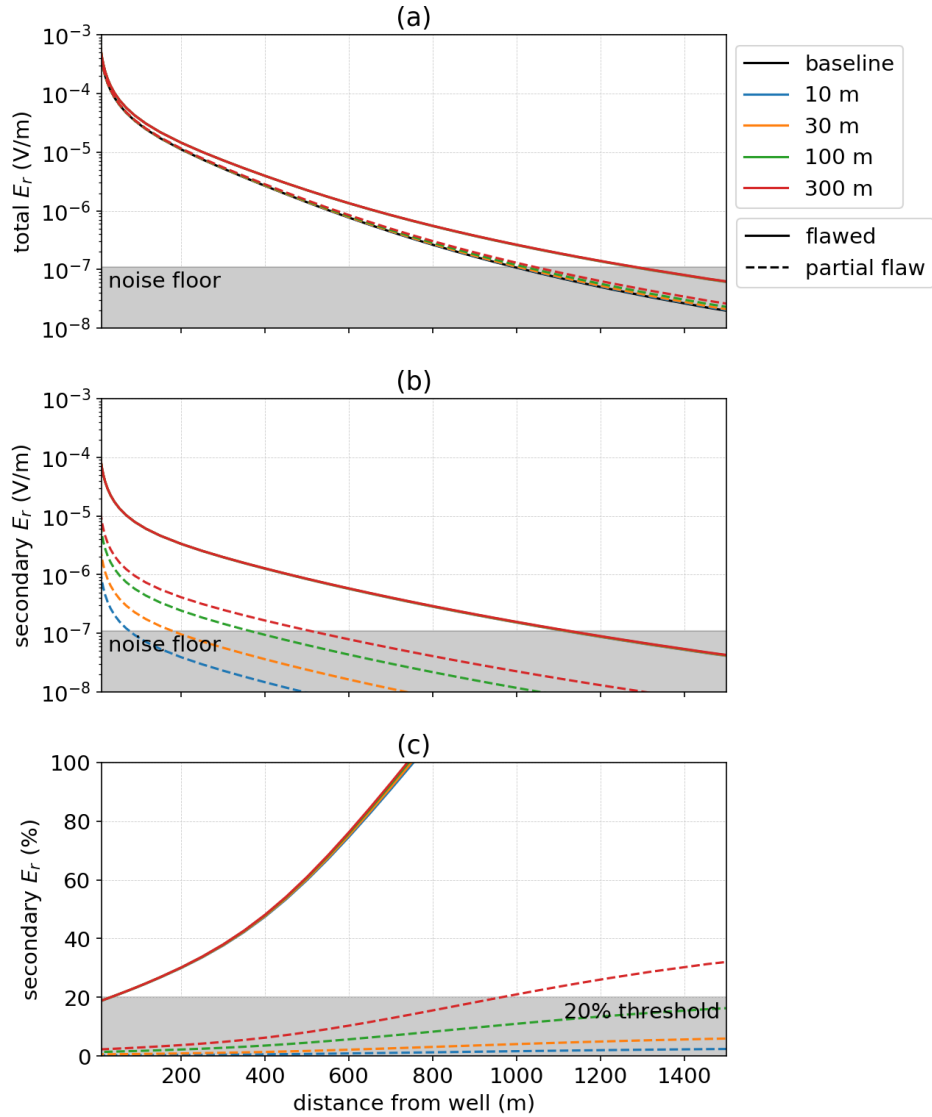 (a)
total E_r (V/m)
10^-3
10^-4
10^-5
10^-6
10^-7
10^-8
noise floor
baseline
10 m
30 m
100 m
300 m
flawed
partial flaw
(b)
secondary E_r (V/m)
10^-3
10^-4
10^-5
10^-6
10^-7
10^-8
noise floor
(c)
secondary E_r (%)
100
80
60
40
20
0
20% threshold
200 400 600 800 1000 1200 1400
distance from well (m)